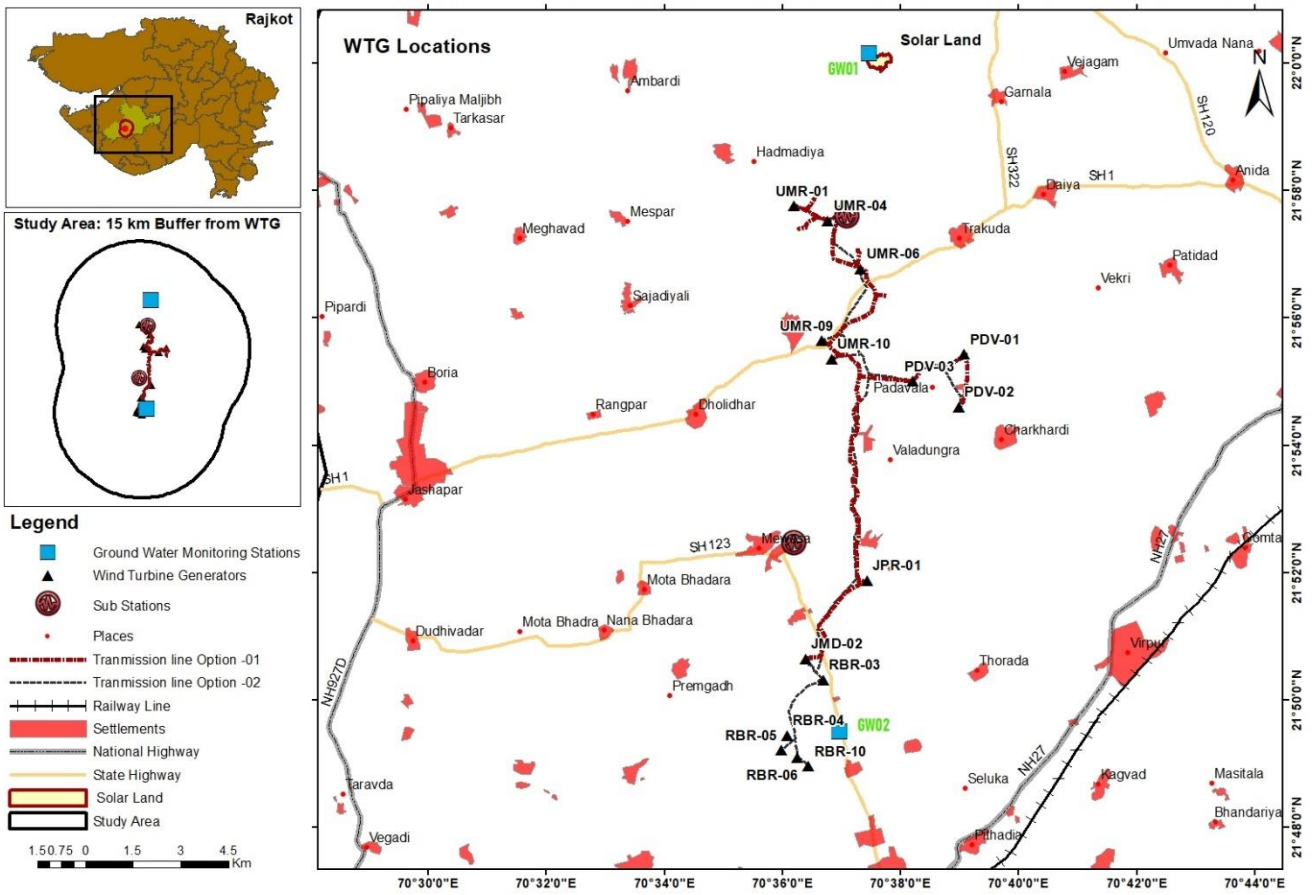 Rajkot
Study Area: 15 km Buffer from WTG
Legend
Ground Water Monitoring Stations
Wind Turbine Generators
Sub Stations
Places
Tranmission line Option -01
Tranmission line Option -02
Railway Line
Settlements
National Highway
State Highway
Solar Land
Study Area
1.5 0.75 0 1.5 3 4.5
Km
WTG Locations
Solar Land
GW01
N
Umvada Nana
Vejagam
Ambardi
Garnala
Pipaliya Maljibh
Tarkasar
SH120
Hadmadiya
SH322
SH1
Anida
Daiya
UMR-01
UMR-04
Mespar
Meghavad
Trakuda
UMR-06
Patidad
Vekri
Sajadiyali
Pipardi
UMR-09
UMR-10
PDV-01
PDV-03
Padavala
PDV-02
Boria
Rangpar
Dholidhar
Charkhardi
Valadungra
SH1
Jashapar
Mewasa
SH123
NH27
Gomta
JPR-01
Mota Bhadara
Mota Bhadra
Nana Bhadara
Dudhivadar
JMD-02
RBR-03
Virpur
Thorada
NH927D
Premgadh
RBR-04
GW02
RBR-05
RBR-10
RBR-06
NH27
Taravda
Seluka
Kagvad
Masitala
Bhandariya
Vegadi
Pithadia
70°30'0"E
70°32'0"E
70°34'0"E
70°36'0"E
70°38'0"E
70°40'0"E
70°42'0"E
70°44'0"E
22°0'0"N
21°58'0"N
21°56'0"N
21°54'0"N
21°52'0"N
21°50'0"N
21°48'0"N